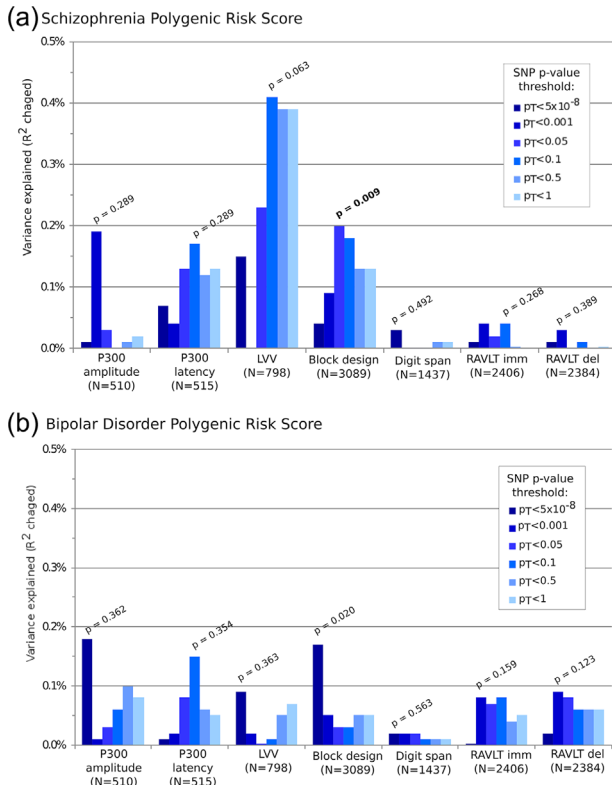 (a) Schizophrenia Polygenic Risk Score
0.5%
0.4%
0.3%
0.2%
0.1%
0.0%
Variance explained (R² chaged)
p = 0.289
p = 0.289
p = 0.063
p = 0.009
p = 0.492
p = 0.268
p = 0.389
SNP p-value
threshold:
pT<5x10⁻⁸
pT<0.001
pT<0.05
pT<0.1
pT<0.5
pT<1
P300
amplitude
(N=510)
P300
latency
(N=515)
LVV
(N=798)
Block design
(N=3089)
Digit span
(N=1437)
RAVLT imm
(N=2406)
RAVLT del
(N=2384)
(b) Bipolar Disorder Polygenic Risk Score
0.5%
0.4%
0.3%
0.2%
0.1%
0.0%
Variance explained (R² chaged)
p = 0.362
p = 0.354
p = 0.363
p = 0.020
p = 0.563
p = 0.159
p = 0.123
SNP p-value
threshold:
pT<5x10⁻⁸
pT<0.001
pT<0.05
pT<0.1
pT<0.5
pT<1
P300
amplitude
(N=510)
P300
latency
(N=515)
LVV
(N=798)
Block design
(N=3089)
Digit span
(N=1437)
RAVLT imm
(N=2406)
RAVLT del
(N=2384)